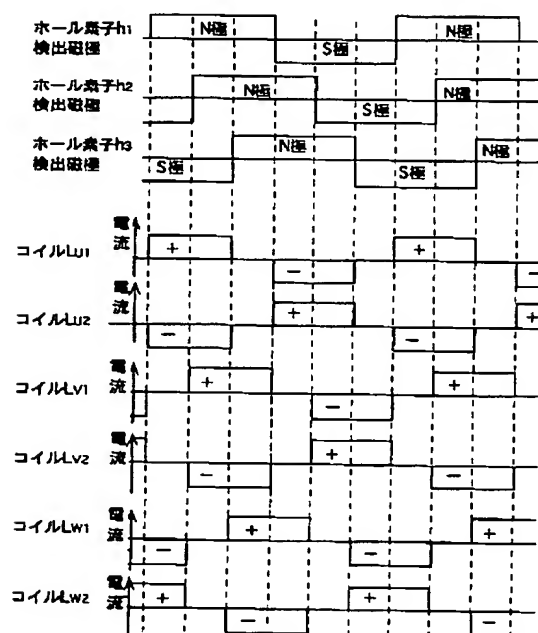 ホール素子h1
検出磁極
N極
S極
N極
ホール素子h2
検出磁極
N極
S極
N極
ホール素子h3
検出磁極
S極
N極
S極
N極
コイルLU1
電流
+
−
+
−
コイルLU2
電流
−
+
−
+
コイルLV1
電流
+
−
+
コイルLV2
電流
−
+
−
コイルLW1
電流
−
+
−
+
コイルLW2
電流
+
−
+
−